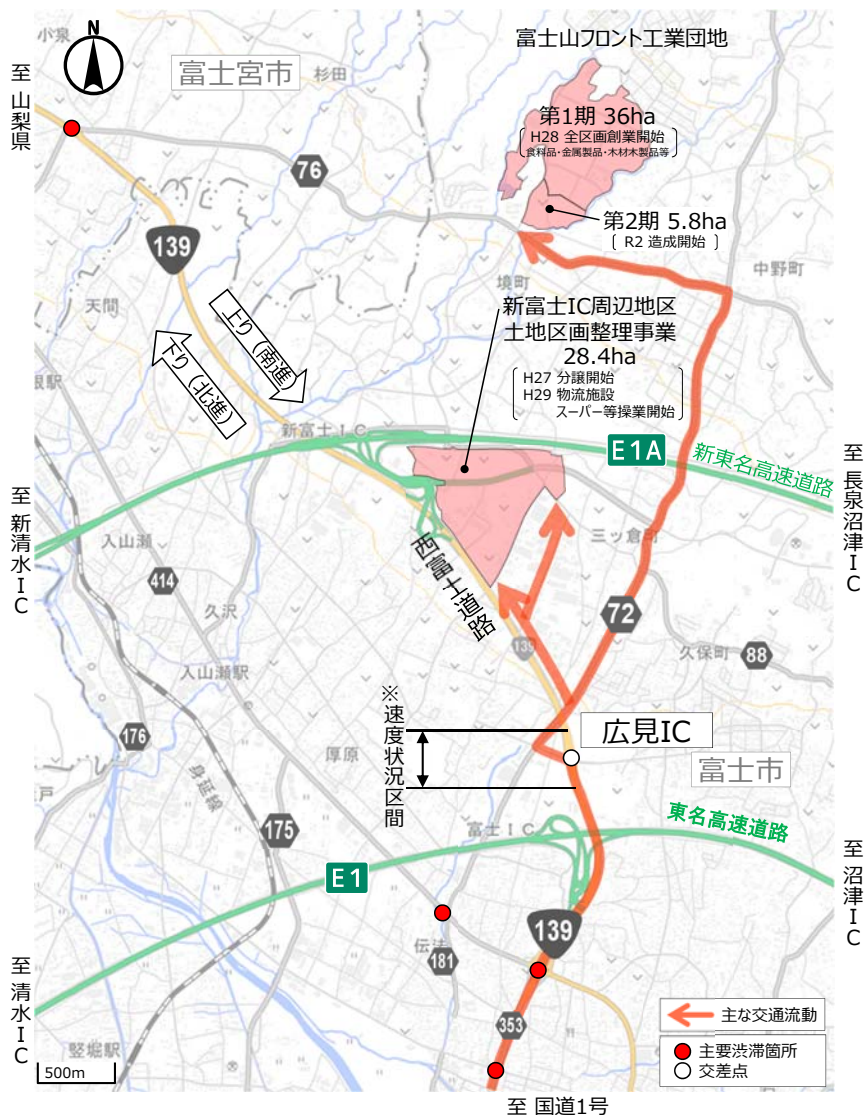 小泉
N
富士宮市
杉田
富士山フロント工業団地
至 山梨県
第1期 36ha
H28 全区画創業開始
食料品・金属製品・木材木製品等
76
第2期 5.8ha
R2 造成開始
139
中野町
境町
天間
新富士IC周辺地区
土地区画整理事業
28.4ha
H27 分譲開始
H29 物流施設
スーパー等操業開始
上り(南進)
下り(北進)
根駅
新富士IC
E1A
新東名高速道路
至 長泉沼津IC
至 新清水IC
入山瀬
三ッ倉町
西富士道路
414
久沢
72
139
久保町
88
入山瀬駅
※速度状況区間
広見IC
176
厚原
富士市
戸
身延線
175
富士IC
東名高速道路
至 沼津IC
E1
139
伝法
181
至 清水IC
353
主な交通流動
主要渋滞箇所
交差点
竪堀駅
500m
至 国道1号